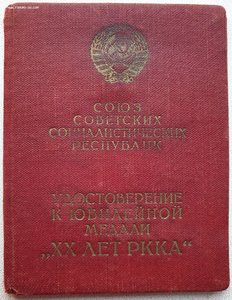 СОЮЗ
СОВЕТСКИХ
СОЦИАЛИСТИЧЕСКИХ
РЕСПУБЛИК
УДОСТОВЕРЕНИЕ
К ЮБИЛЕЙНОЙ
МЕДАЛИ
„XX ЛЕТ РККА“